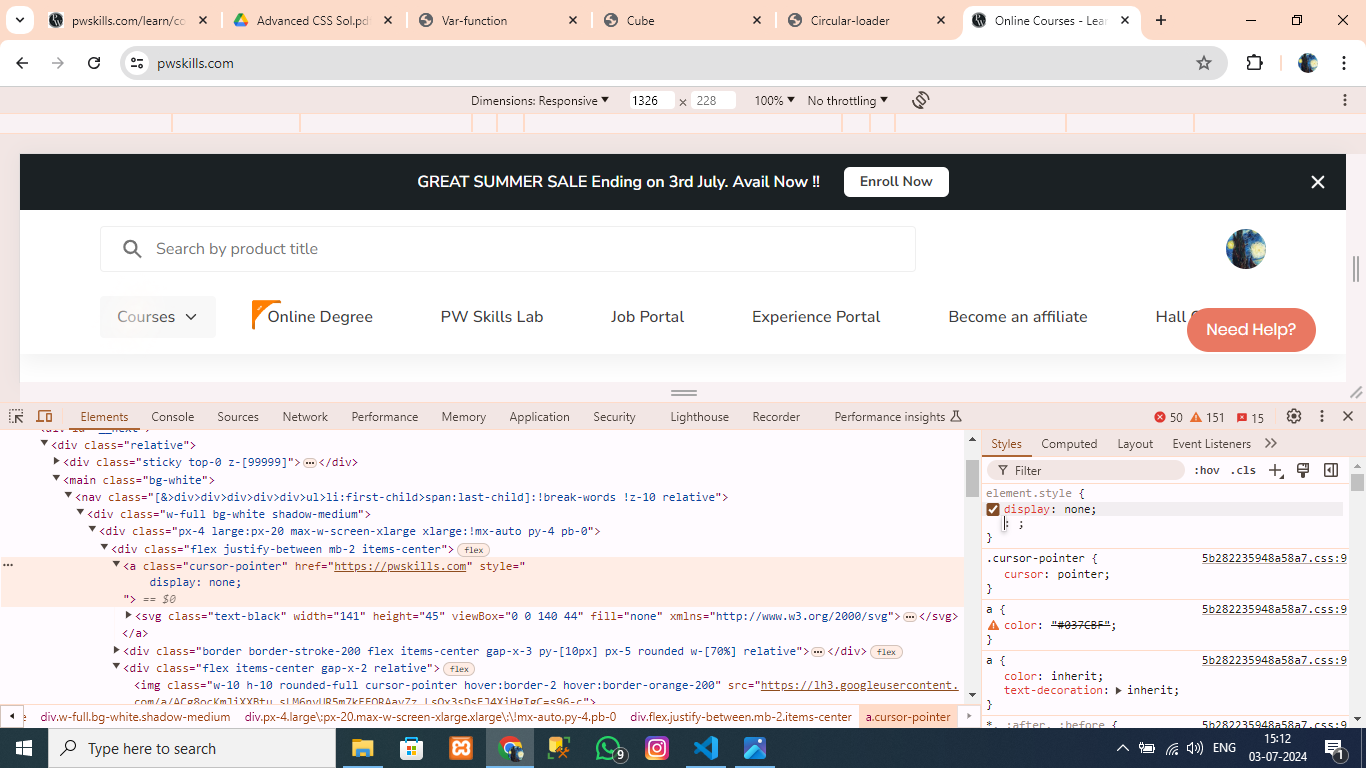 pwskills.com/learn/co
Advanced CSS Sol.pd
Var-function
Cube
Circular-loader
Online Courses - Lea
pwskills.com
Dimensions: Responsive 1326 × 228 100% No throttling
GREAT SUMMER SALE Ending on 3rd July. Avail Now !! Enroll Now
Search by product title
Courses Online Degree PW Skills Lab Job Portal Experience Portal Become an affiliate Hall
Need Help?
Elements Console Sources Network Performance Memory Application Security Lighthouse Recorder Performance insights 50 151 15
<div class="relative">
<div class="sticky top-0 z-[99999]"> ⋯ </div>
<main class="bg-white">
<nav class="[&>div>div>div>div>div>ul>li:first-child>span:last-child]:!break-words !z-10 relative">
<div class="w-full bg-white shadow-medium">
<div class="px-4 large:px-20 max-w-screen-xlarge xlarge:!mx-auto py-4 pb-0">
<div class="flex justify-between mb-2 items-center"> flex
<a class="cursor-pointer" href="https://pwskills.com" style="
display: none;
"> == $0
<svg class="text-black" width="141" height="45" viewBox="0 0 140 44" fill="none" xmlns="http://www.w3.org/2000/svg"> ⋯ </svg>
</a>
<div class="border border-stroke-200 flex items-center gap-x-3 py-[10px] px-5 rounded w-[70%] relative"> ⋯ </div> flex
<div class="flex items-center gap-x-2 relative"> flex
<img class="w-10 h-10 rounded-full cursor-pointer hover:border-2 hover:border-orange-200" src="https://lh3.googleusercontent.
div.w-full.bg-white.shadow-medium div.px-4.large\:px-20.max-w-screen-xlarge.xlarge\:\!mx-auto.py-4.pb-0 div.flex.justify-between.mb-2.items-center a.cursor-pointer
Styles Computed Layout Event Listeners
Filter :hov .cls
element.style {
display: none;
: ;
}
.cursor-pointer { 5b282235948a58a7.css:9
cursor: pointer;
}
a { 5b282235948a58a7.css:9
color: "#037CBF";
}
a { 5b282235948a58a7.css:9
color: inherit;
text-decoration: inherit;
}
*, :after, :before { 5b282235948a58a7.css:9
Type here to search
9
ENG
15:12
03-07-2024
1